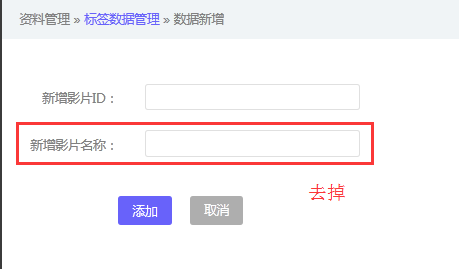 资料管理 » 标签数据管理 » 数据新增
新增影片ID：
新增影片名称：
去掉
添加 取消